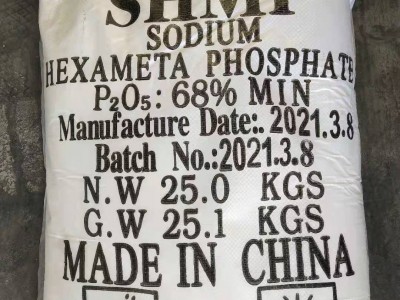 SHMP
SODIUM
HEXAMETA PHOSPHATE
P₂O₅: 68% MIN
Manufacture Date:. 2021.3.8
Batch No.:2021.3.8
N.W 25.0 KGS
G.W 25.1 KGS
MADE IN CHINA